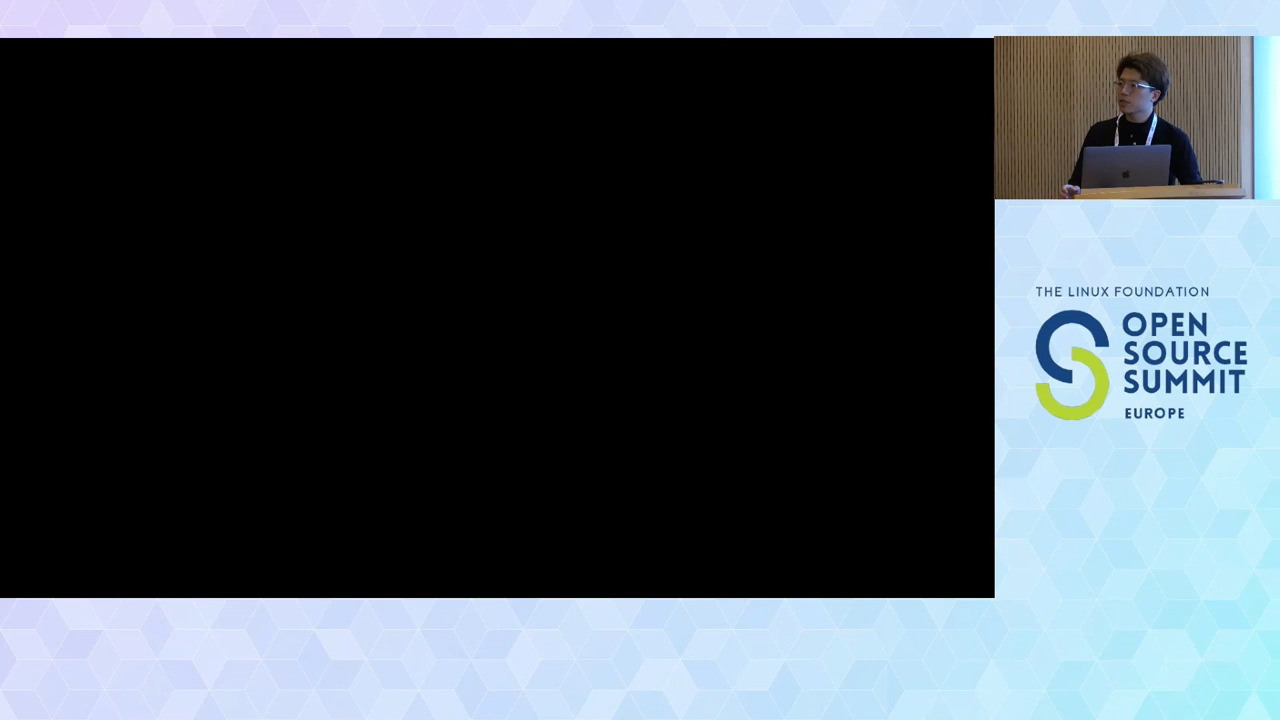 THE LINUX FOUNDATION
OPEN
SOURCE
SUMMIT
EUROPE